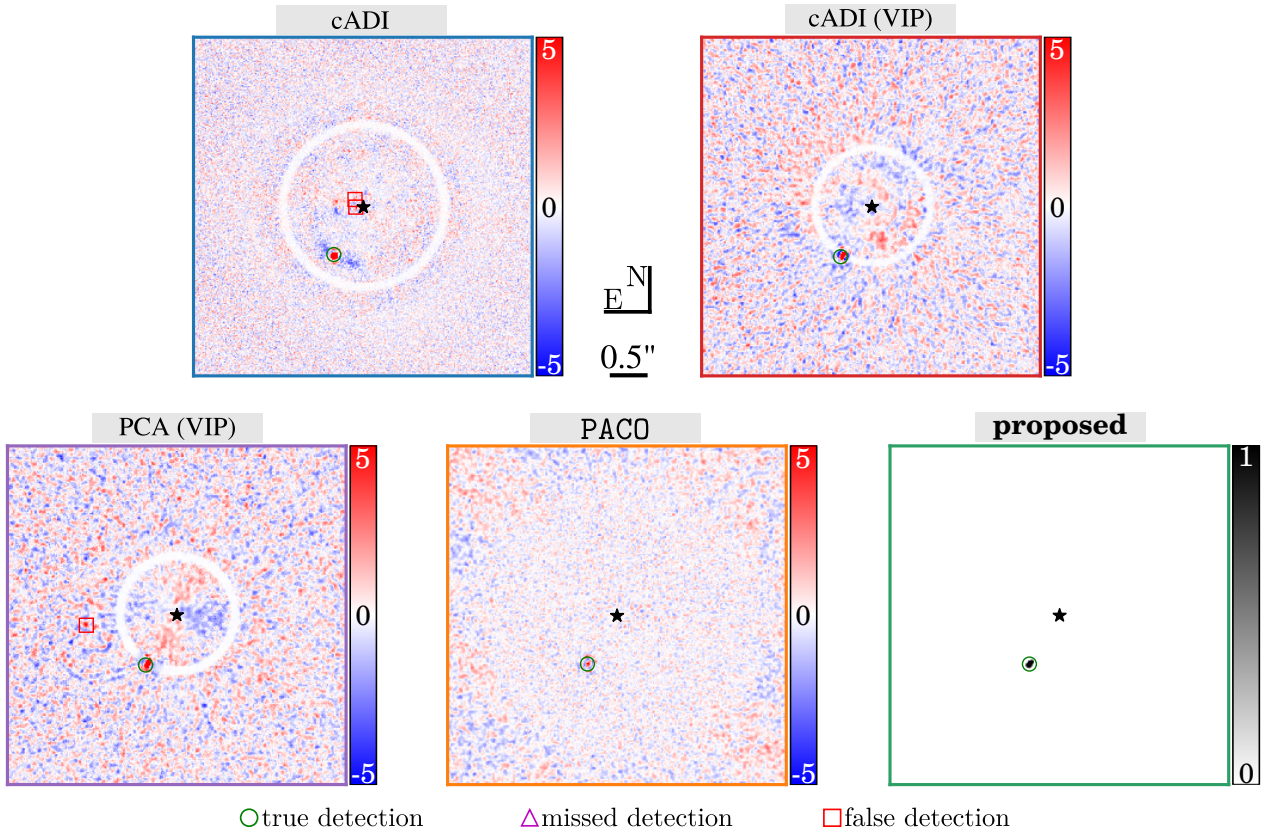 cADI
cADI (VIP)
5
0
-5
5
0
-5
N
E
0.5"
PCA (VIP)
PACO
proposed
5
0
-5
5
0
-5
1
0
true detection
missed detection
false detection